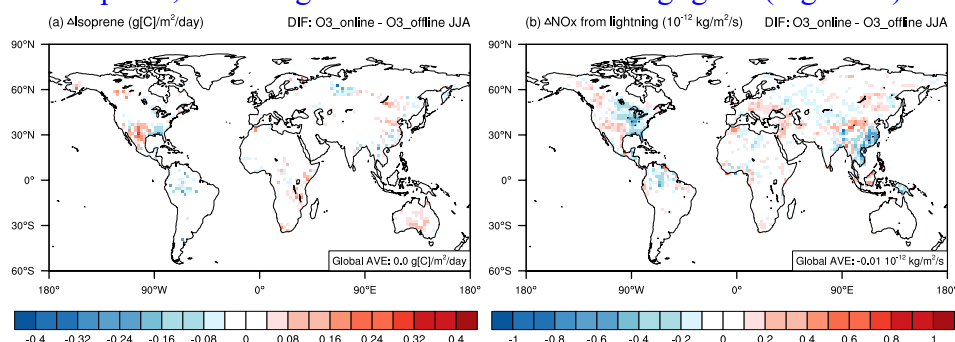 (a) △Isoprene (g[C]/m²/day) DIF: O3_online - O3_offline JJA
90°N
60°N
30°N
0°
30°S
60°S
180° 90°W 0° 90°E 180°
Global AVE: 0.0 g[C]/m²/day
-0.4 -0.32 -0.24 -0.16 -0.08 0 0.08 0.16 0.24 0.32 0.4
(b) △NOx from lightning (10⁻¹² kg/m²/s) DIF: O3_online - O3_offline JJA
90°N
60°N
30°N
0°
30°S
60°S
180° 90°W 0° 90°E 180°
Global AVE: -0.01 10⁻¹² kg/m²/s
-1 -0.8 -0.6 -0.4 -0.2 0 0.2 0.4 0.6 0.8 1